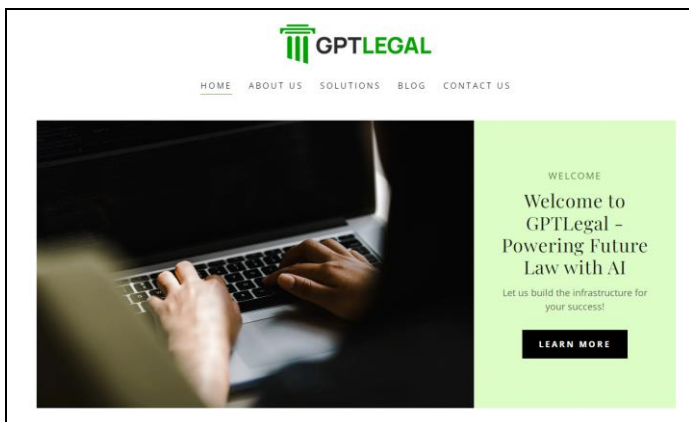 GPTLEGAL
HOME ABOUT US SOLUTIONS BLOG CONTACT US
WELCOME
Welcome to
GPTLegal -
Powering Future
Law with AI
Let us build the infrastructure for
your success!
LEARN MORE